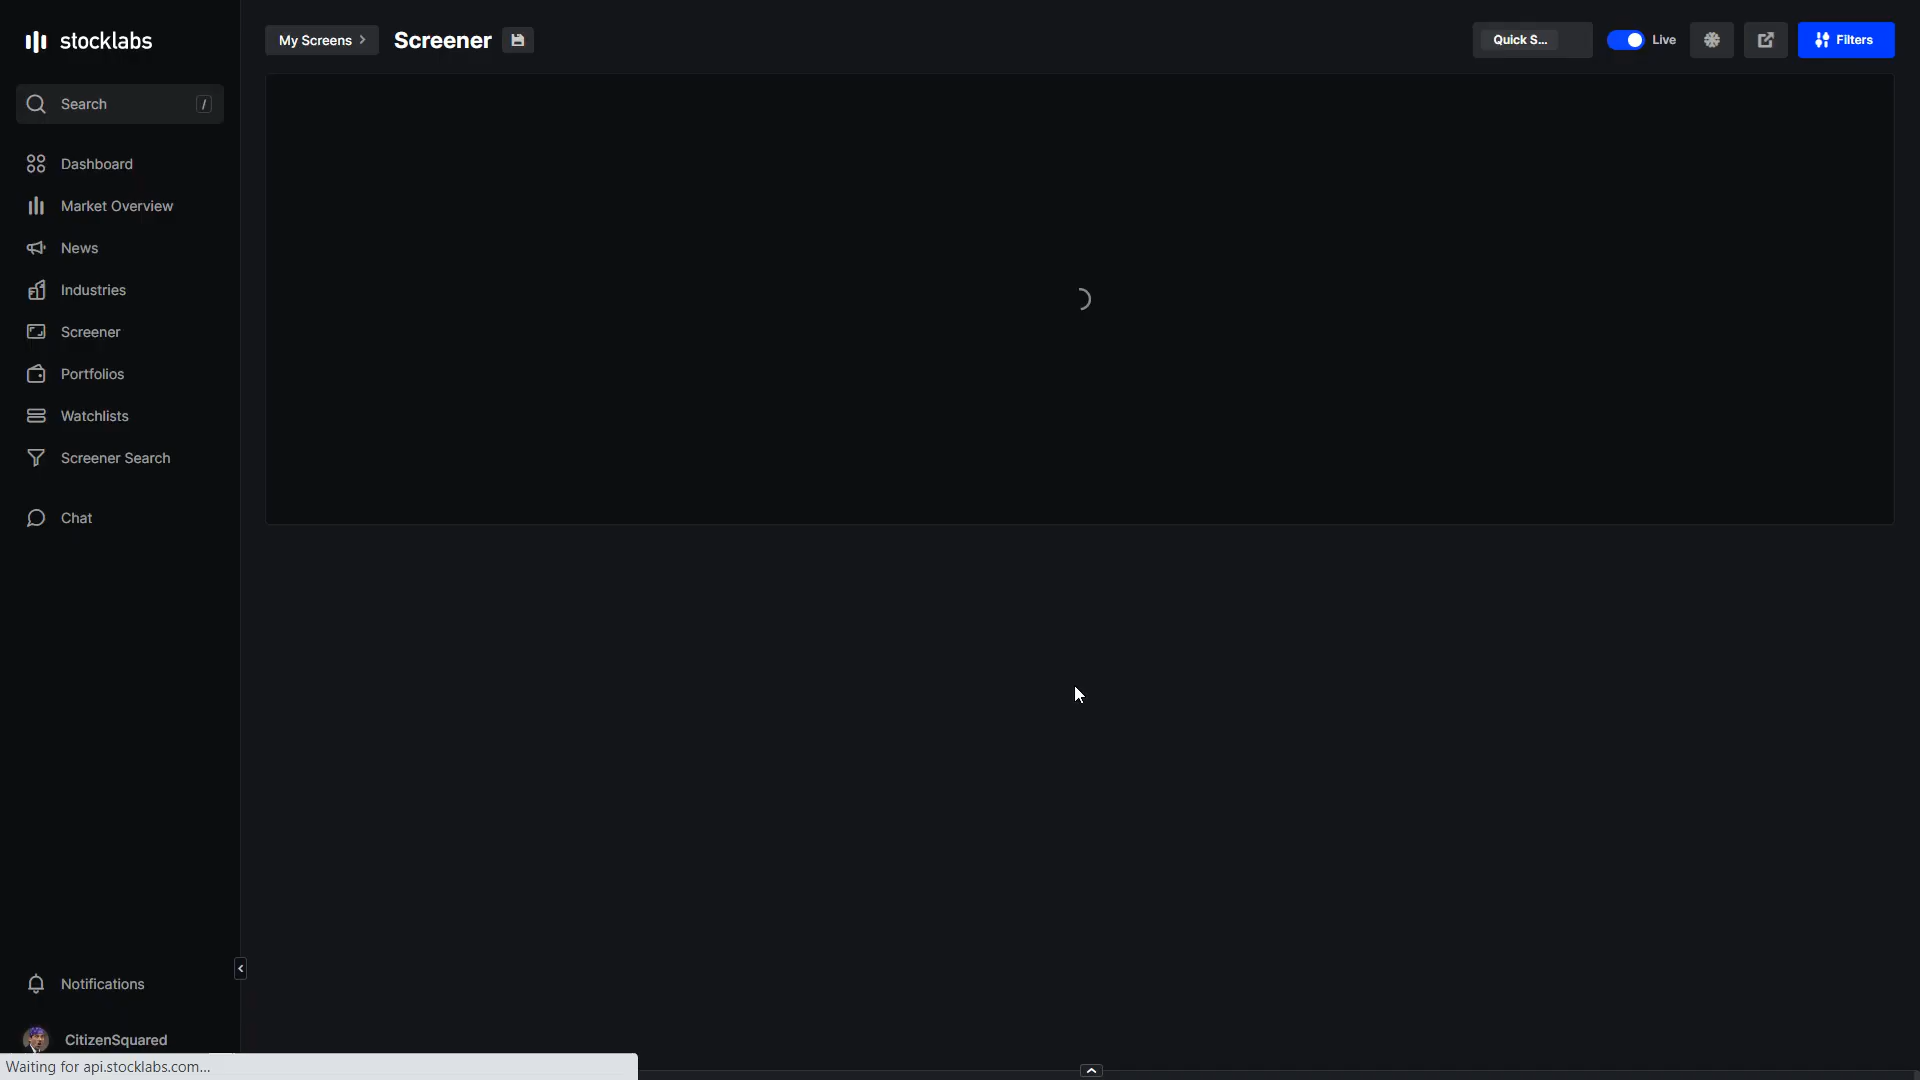 stocklabs
My Screens
Screener
Quick S...
Live
Filters
Search
/
Dashboard
Market Overview
News
Industries
Screener
Portfolios
Watchlists
Screener Search
Chat
Notifications
CitizenSquared
Waiting for api.stocklabs.com...